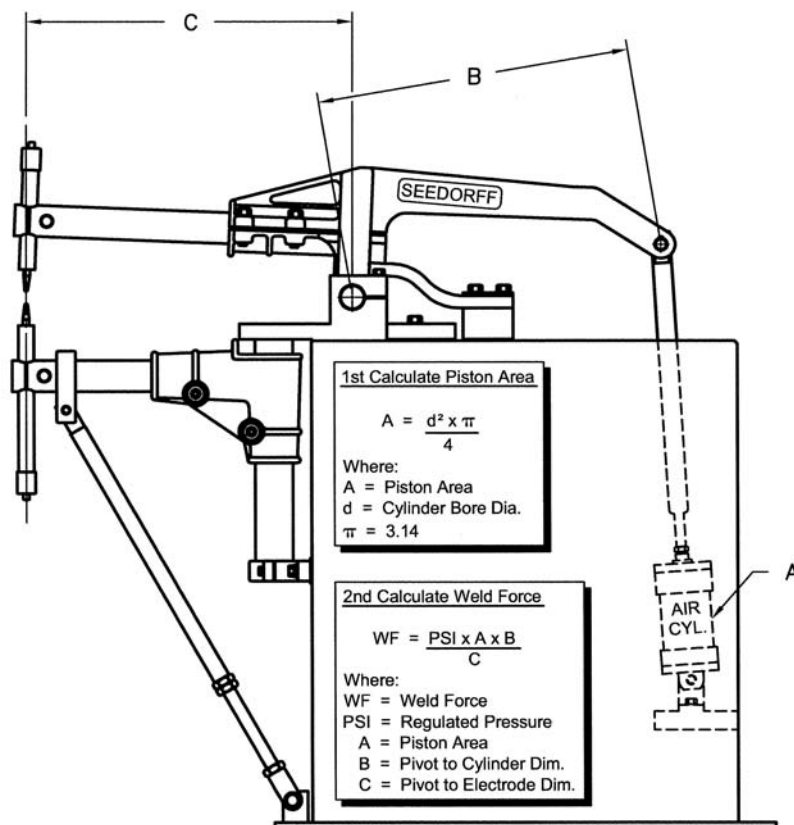 C
B
SEEDORFF
1st Calculate Piston Area
A = d² x π
4
Where:
A = Piston Area
d = Cylinder Bore Dia.
π = 3.14
A
AIR
CYL.
2nd Calculate Weld Force
WF = PSI x A x B
C
Where:
WF = Weld Force
PSI = Regulated Pressure
A = Piston Area
B = Pivot to Cylinder Dim.
C = Pivot to Electrode Dim.